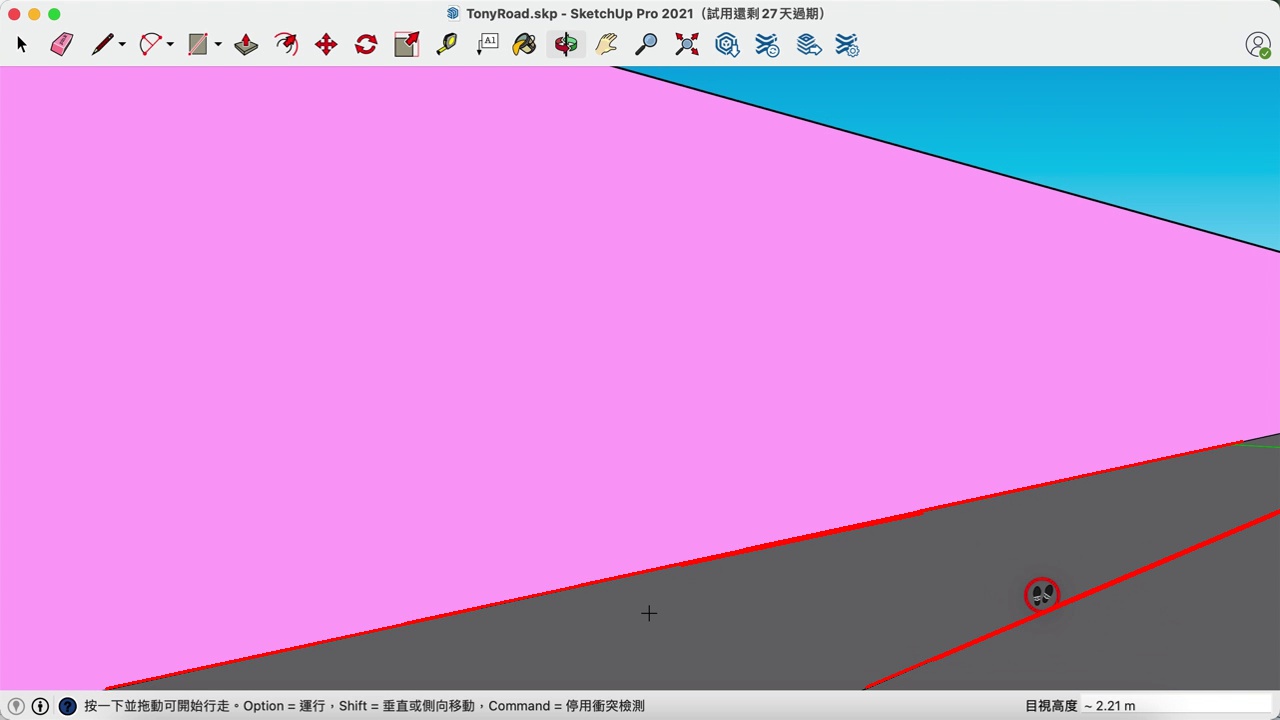 TonyRoad.skp - SketchUp Pro 2021（試用還剩 27 天過期）
A1
按一下並拖動可開始行走。Option = 運行，Shift = 垂直或側向移動，Command = 停用衝突檢測
目視高度 ~ 2.21 m